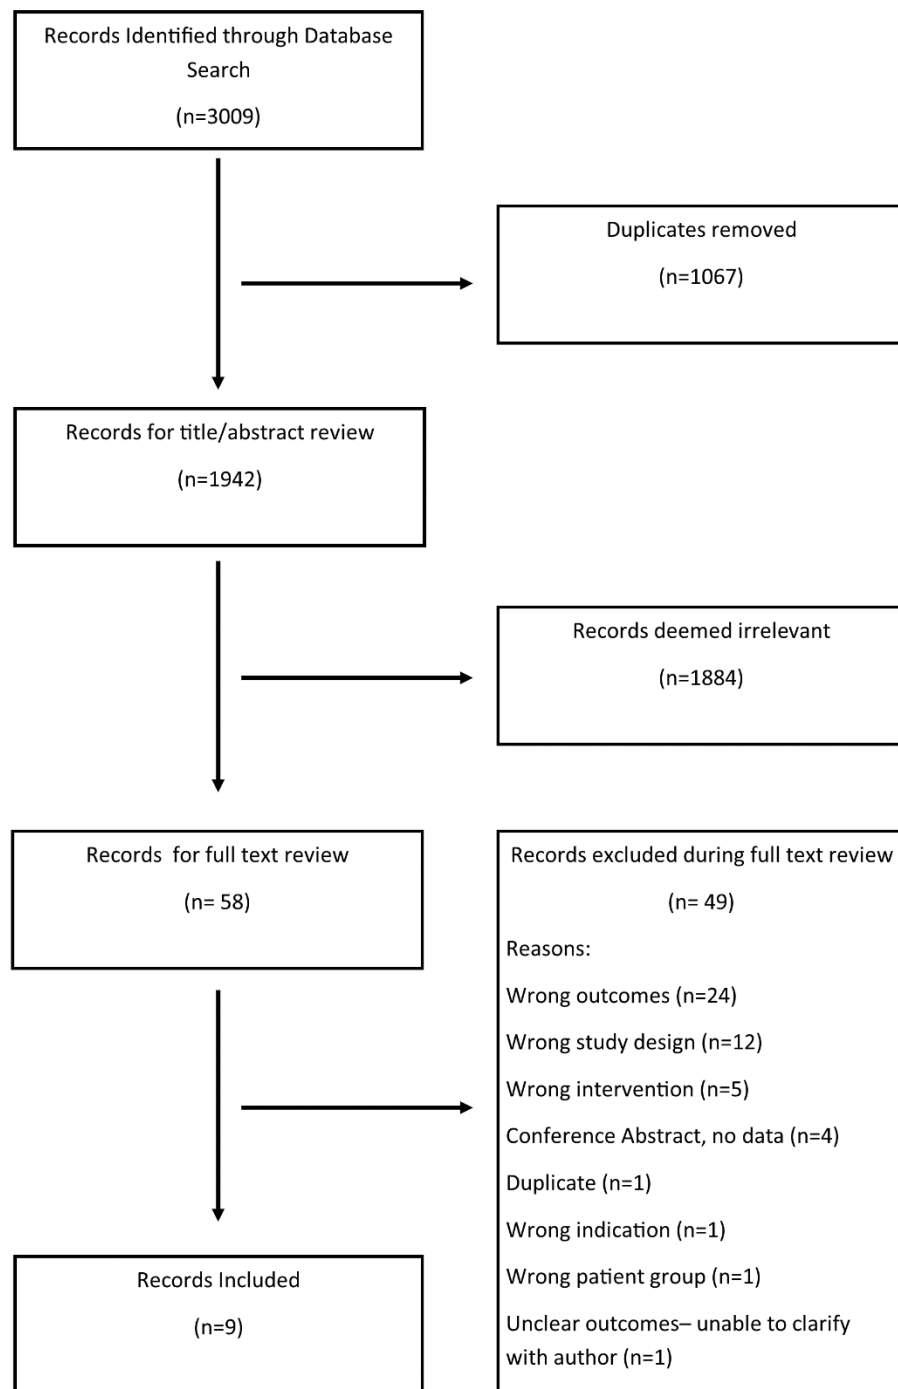 Records Identified through Database
Search
(n=3009)
Duplicates removed
(n=1067)
Records for title/abstract review
(n=1942)
Records deemed irrelevant
(n=1884)
Records  for full text review
(n= 58)
Records excluded during full text review
(n= 49)
Reasons:
Wrong outcomes (n=24)
Wrong study design (n=12)
Wrong intervention (n=5)
Conference Abstract, no data (n=4)
Duplicate (n=1)
Wrong indication (n=1)
Wrong patient group (n=1)
Unclear outcomes– unable to clarify
with author (n=1)
Records Included
(n=9)